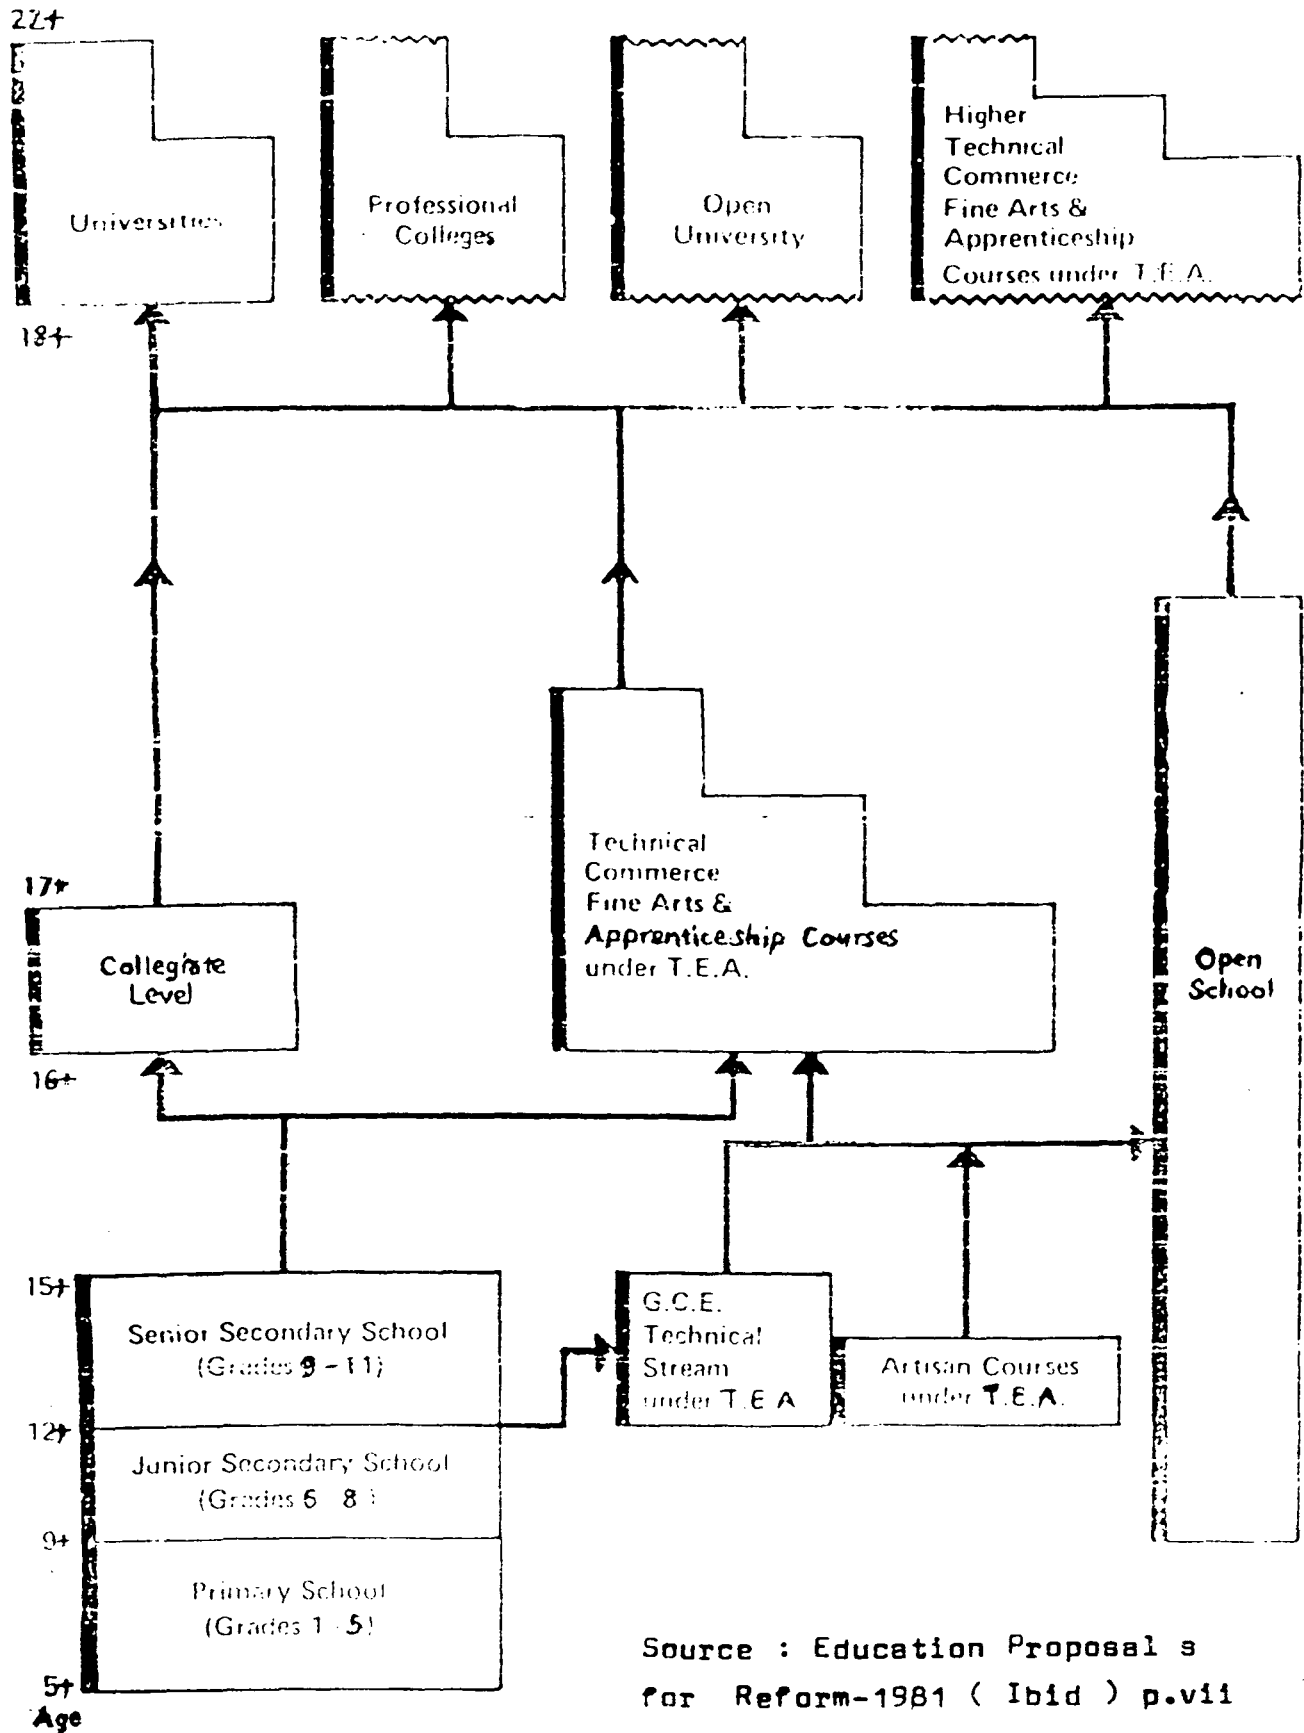 22+
Universities
Professional
Colleges
Open
University
Higher
Technical
Commerce
Fine Arts &
Apprenticeship
Courses under T.E.A.
18+
17+
Collegiate
Level
16+
Technical
Commerce
Fine Arts &
Apprenticeship Courses
under T.E.A.
Open
School
15+
Senior Secondary School
(Grades 9 - 11)
G.C.E.
Technical
Stream
under T.E.A
Artisan Courses
under T.E.A.
12+
Junior Secondary School
(Grades 6 8)
9+
Primary School
(Grades 1 - 5)
5+
Age
Source : Education Proposal s
for Reform-1981 ( Ibid ) p.vii